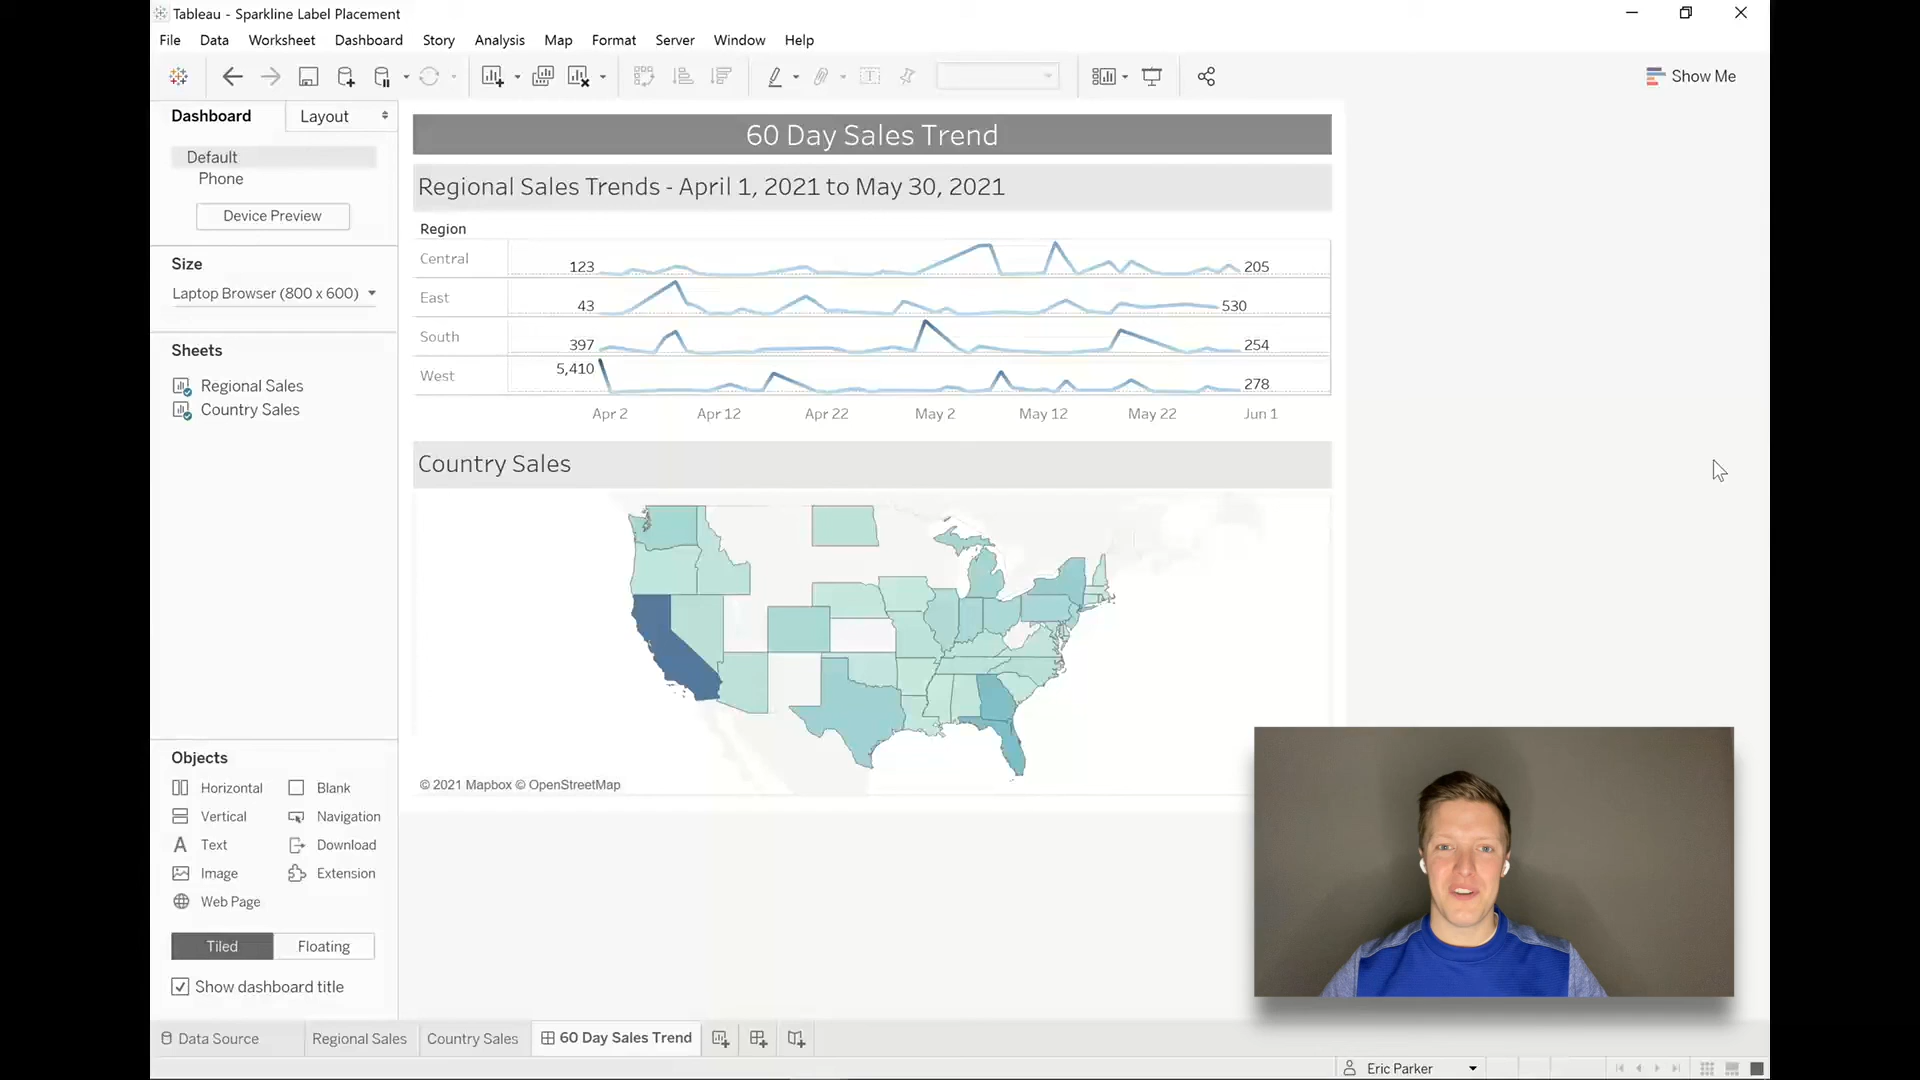 Tableau - Sparkline Label Placement
File Data Worksheet Dashboard Story Analysis Map Format Server Window Help
Show Me
Dashboard Layout
Default
Phone
Device Preview
Size
Laptop Browser (800 x 600)
Sheets
Regional Sales
Country Sales
Objects
Horizontal Blank
Vertical Navigation
Text Download
Image Extension
Web Page
Tiled Floating
Show dashboard title
60 Day Sales Trend
Regional Sales Trends - April 1, 2021 to May 30, 2021
Region
Central 123 205
East 43 530
South 397 254
West 5,410 278
Apr 2 Apr 12 Apr 22 May 2 May 12 May 22 Jun 1
Country Sales
© 2021 Mapbox © OpenStreetMap
Data Source Regional Sales Country Sales 60 Day Sales Trend
Eric Parker